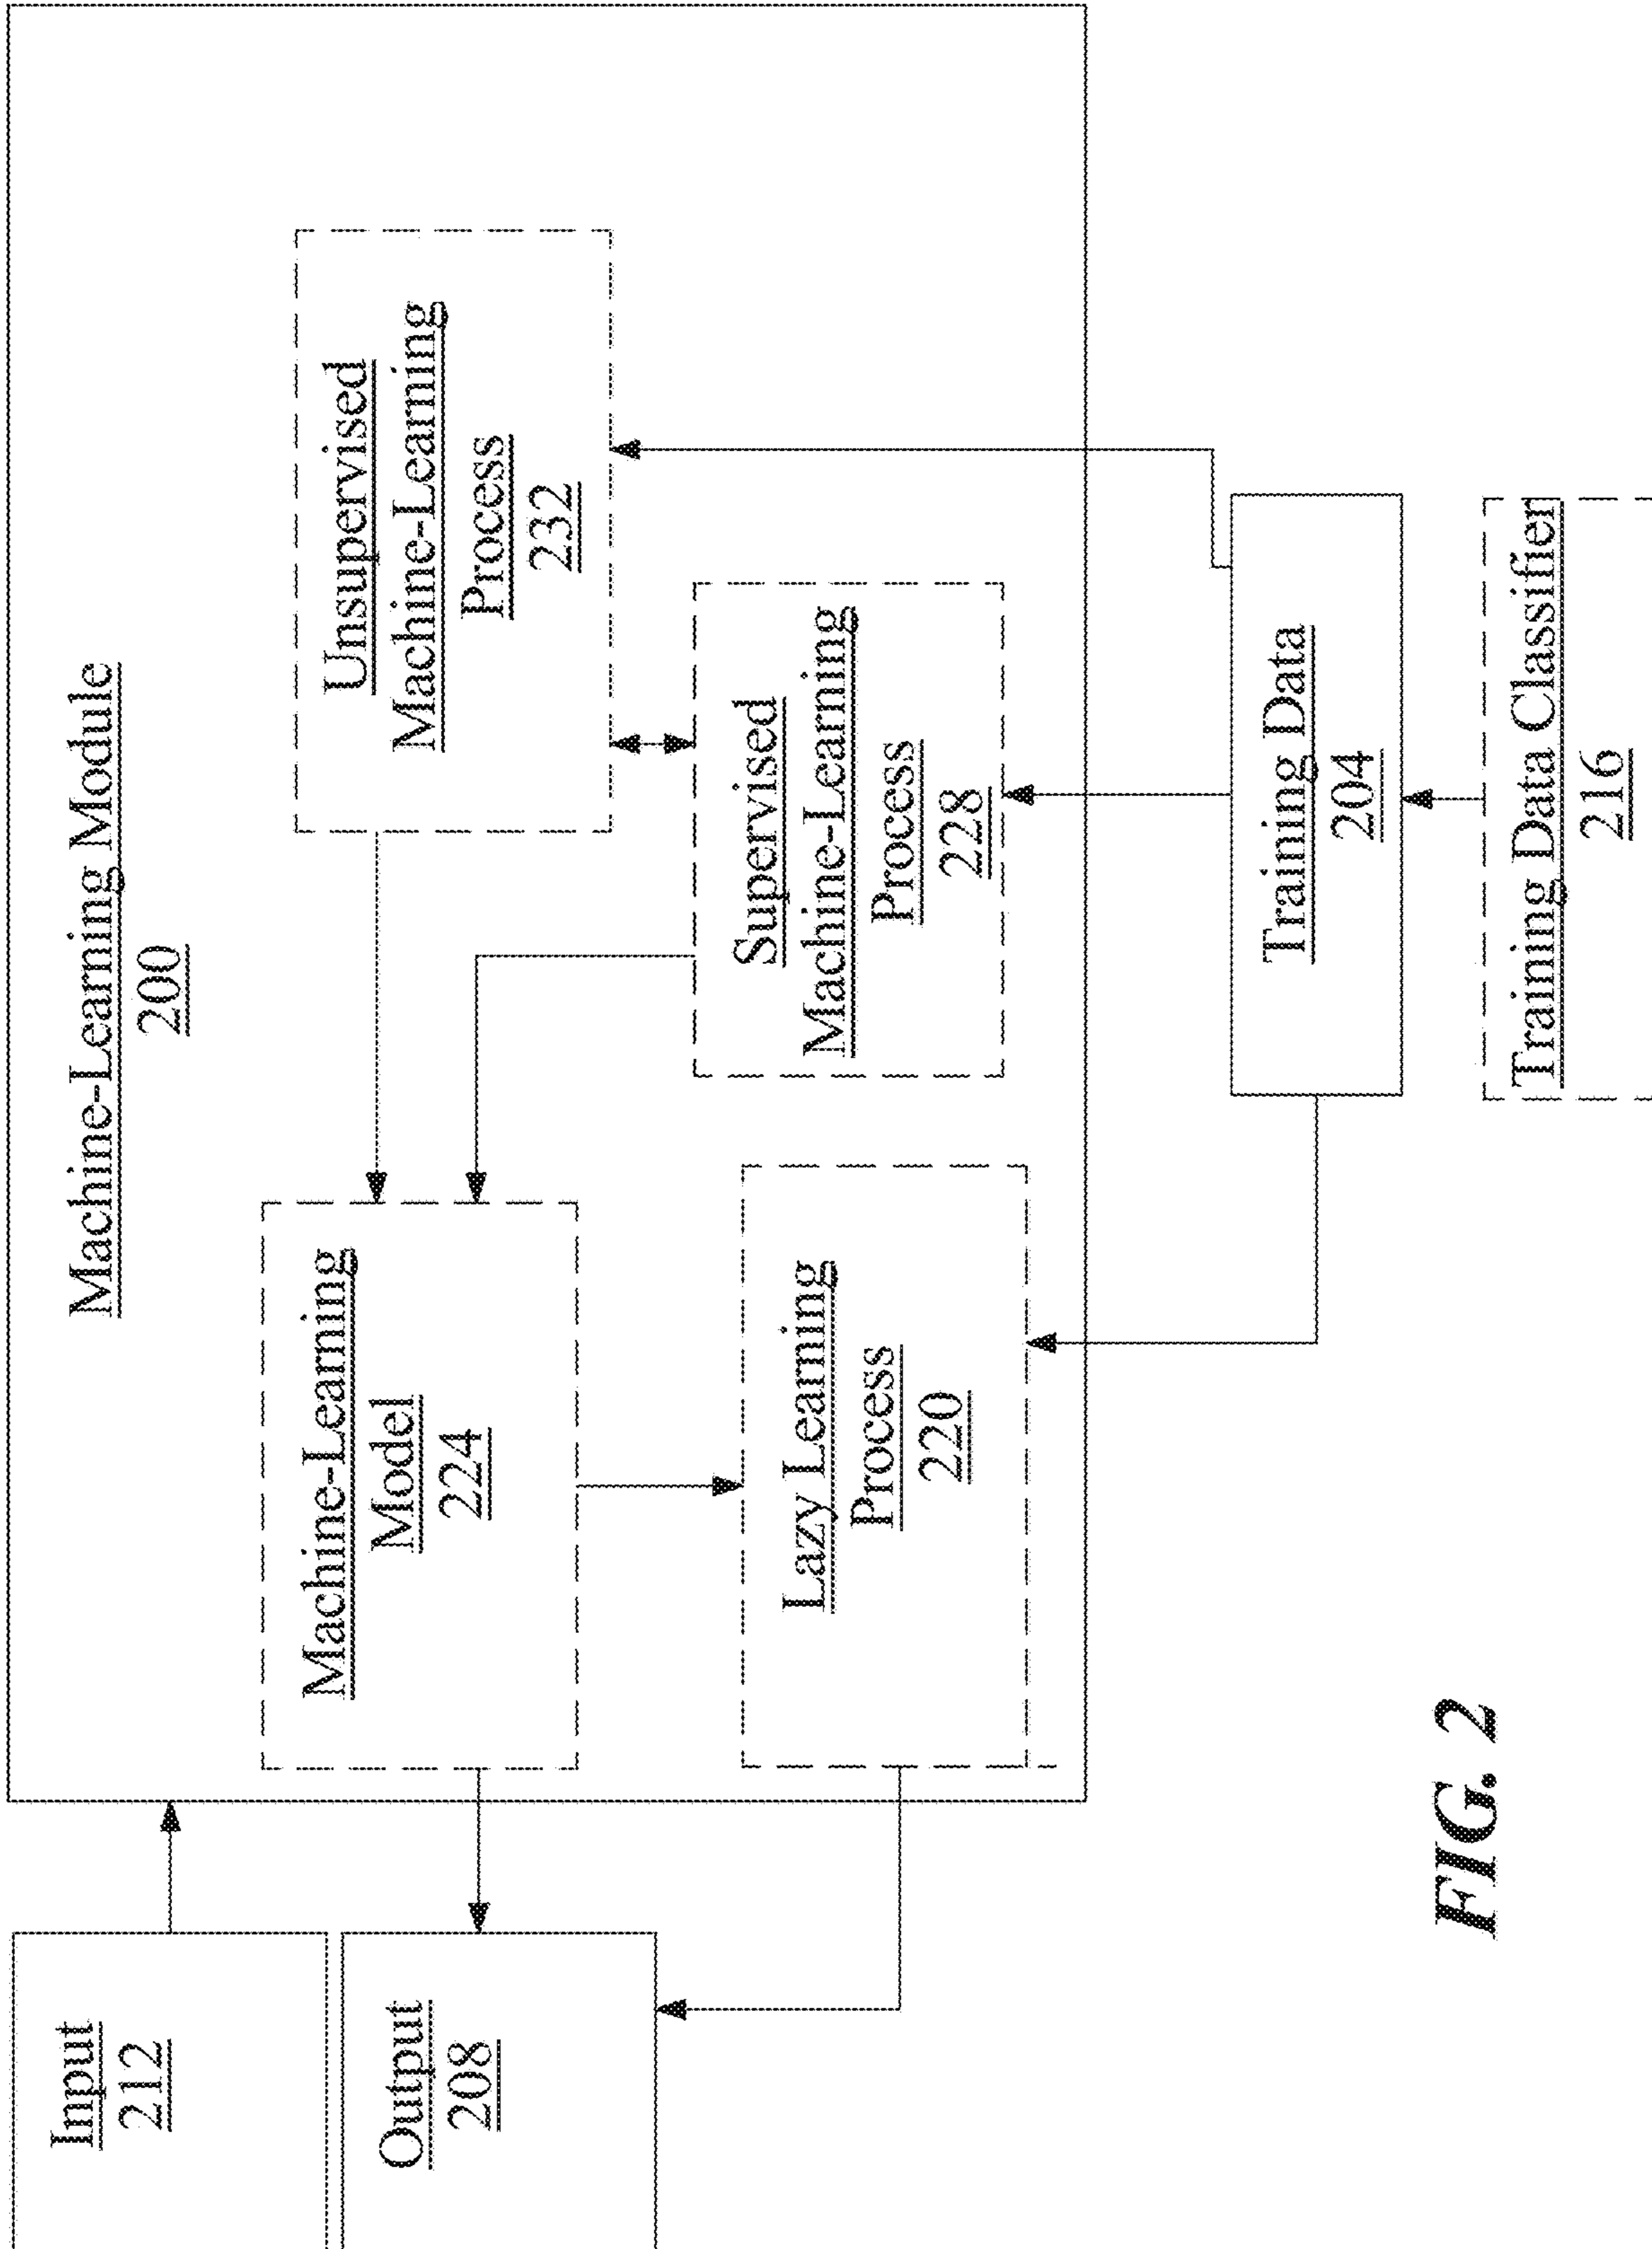 Machine-Learning Module
200
Input
212
Output
208
Machine-Learning
Model
224
Unsupervised
Machine-Learning
Process
232
Lazy Learning
Process
220
Supervised
Machine-Learning
Process
228
Training Data
204
Training Data Classifier
216
FIG. 2